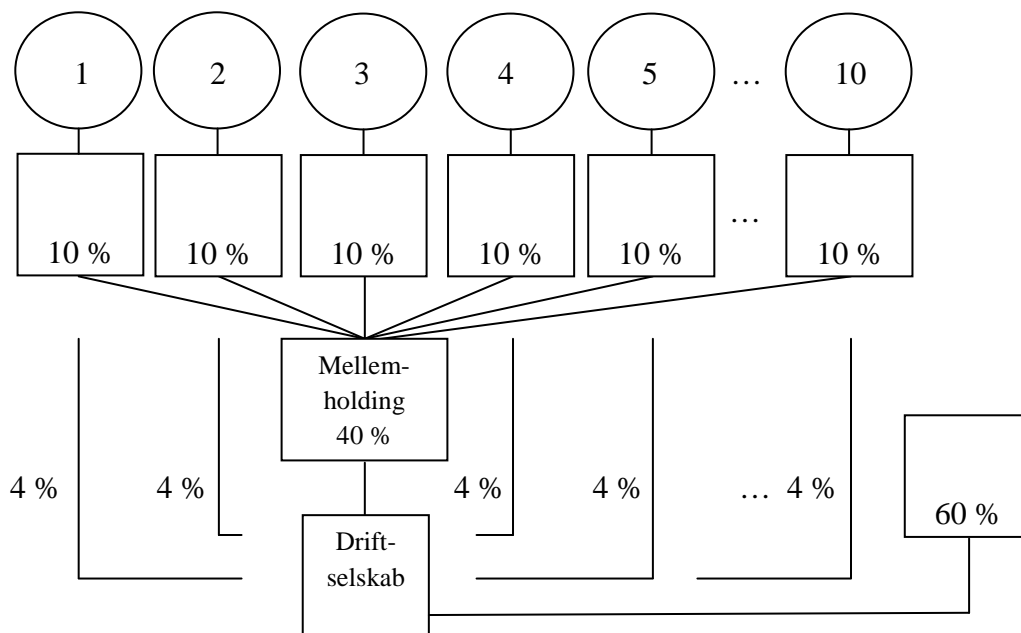 1 2 3 4 5 … 10
10 % 10 % 10 % 10 % 10 % … 10 %
Mellem-
holding
40 %
4 % 4 % 4 % 4 % … 4 % 60 %
Drift-
selskab